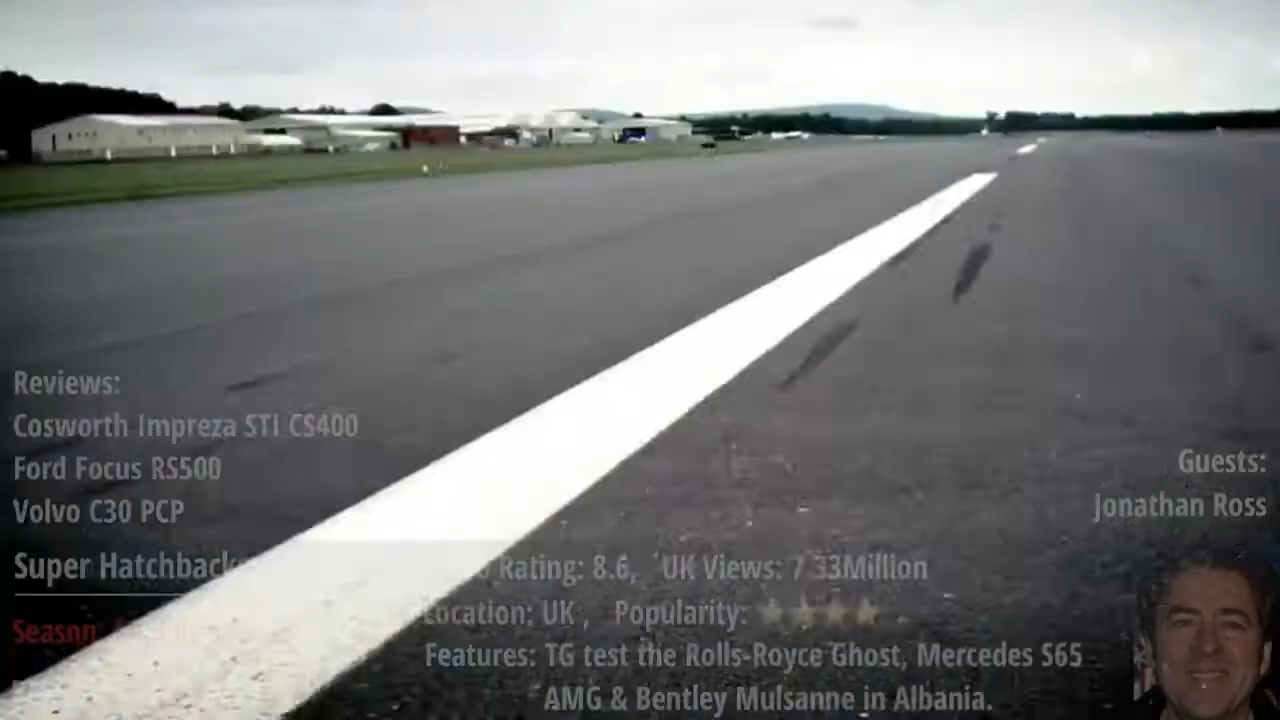 Reviews:
Cosworth Impreza STI CS400
Ford Focus RS500
Volvo C30 PCP
Super Hatchback
Guests:
Jonathan Ross
Rating: 8.6, UK Views: 7.33Million
Location: UK , Popularity:
Features: TG test the Rolls-Royce Ghost, Mercedes S65
AMG & Bentley Mulsanne in Albania.